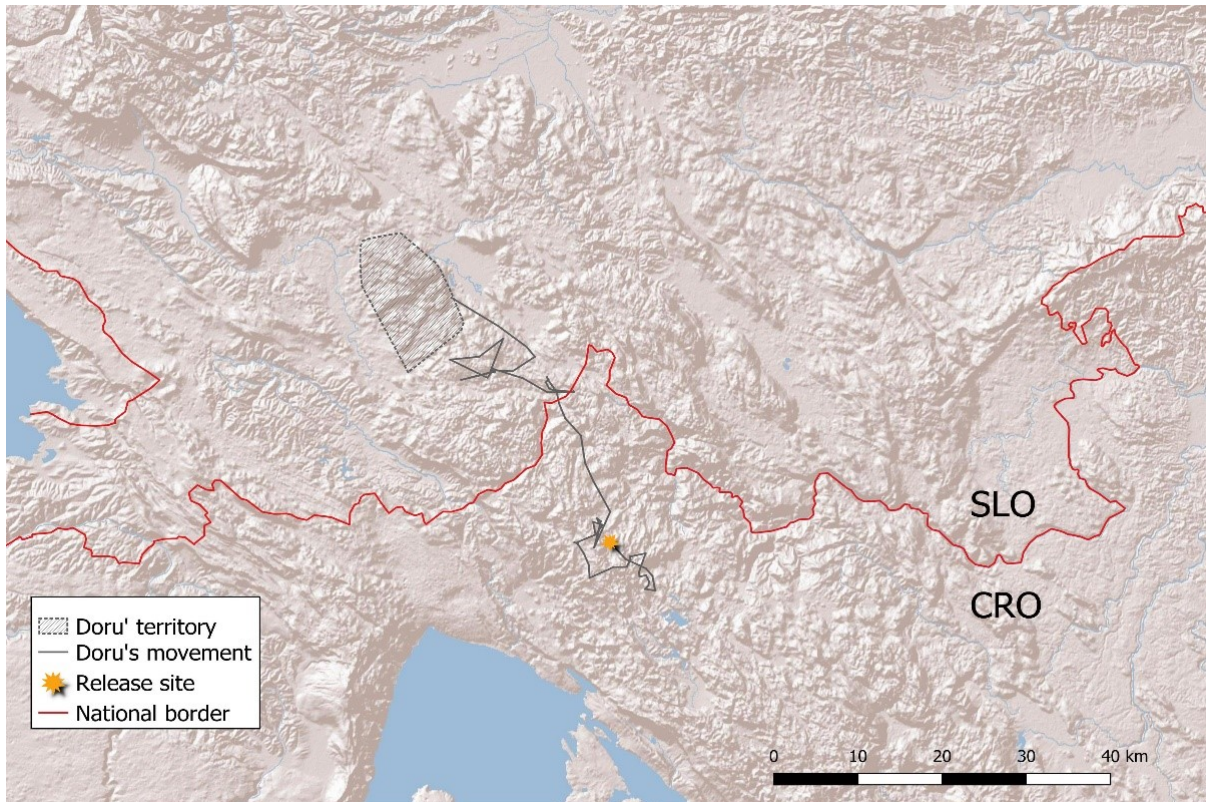 SLO
CRO
Doru' territory
Doru's movement
Release site
National border
0 10 20 30 40 km